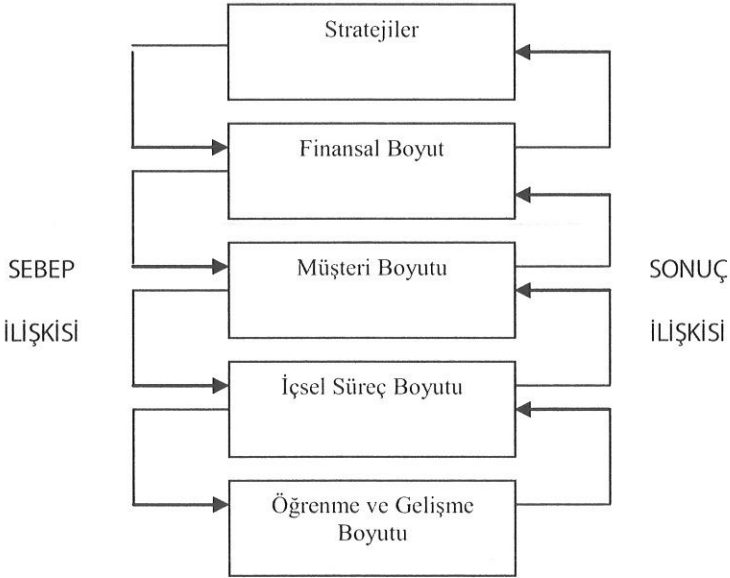 Stratejiler
Finansal Boyut
Müşteri Boyutu
SEBEP
İLİŞKİSİ
SONUÇ
İLİŞKİSİ
İçsel Süreç Boyutu
Öğrenme ve Gelişme
Boyutu